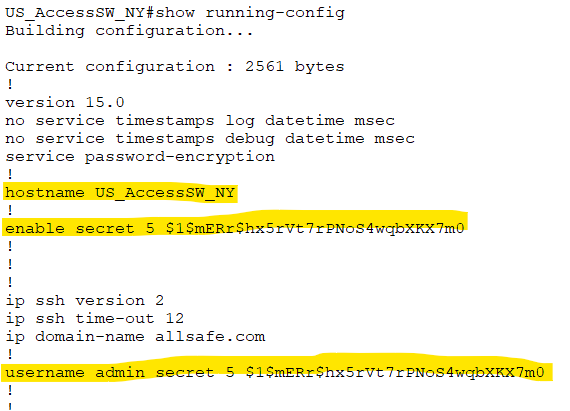 US_AccessSW_NY#show running-config
Building configuration...
Current configuration : 2561 bytes
!
version 15.0
no service timestamps log datetime msec
no service timestamps debug datetime msec
service password-encryption
!
hostname US_AccessSW_NY
!
enable secret 5 $1$mERr$hx5rVt7rPNoS4wqbXKX7m0
!
!
!
ip ssh version 2
ip ssh time-out 12
ip domain-name allsafe.com
!
username admin secret 5 $1$mERr$hx5rVt7rPNoS4wqbXKX7m0
!
!